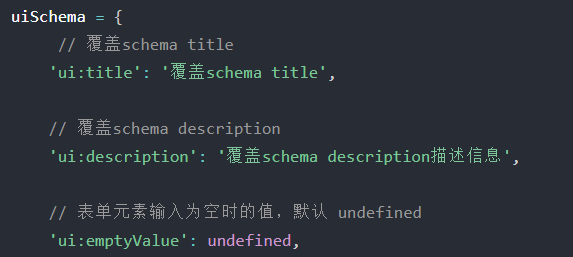 uiSchema = {
// 覆盖schema title
'ui:title': '覆盖schema title',
// 覆盖schema description
'ui:description': '覆盖schema description描述信息',
// 表单元素输入为空时的值，默认 undefined
'ui:emptyValue': undefined,